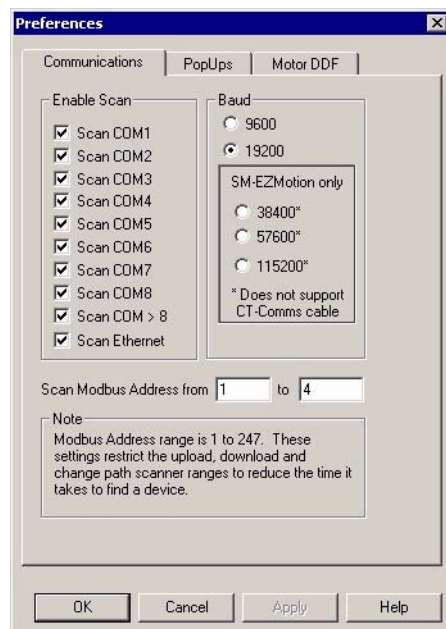 Preferences
Communications
PopUps
Motor DDF
Enable Scan
Scan COM1
Scan COM2
Scan COM3
Scan COM4
Scan COM5
Scan COM6
Scan COM7
Scan COM8
Scan COM > 8
Scan Ethernet
Baud
9600
19200
SM-EZMotion only
38400*
57600*
115200*
* Does not support
CT-Comms cable
Scan Modbus Address from 1 to 4
Note
Modbus Address range is 1 to 247. These
settings restrict the upload, download and
change path scanner ranges to reduce the time it
takes to find a device.
OK
Cancel
Apply
Help